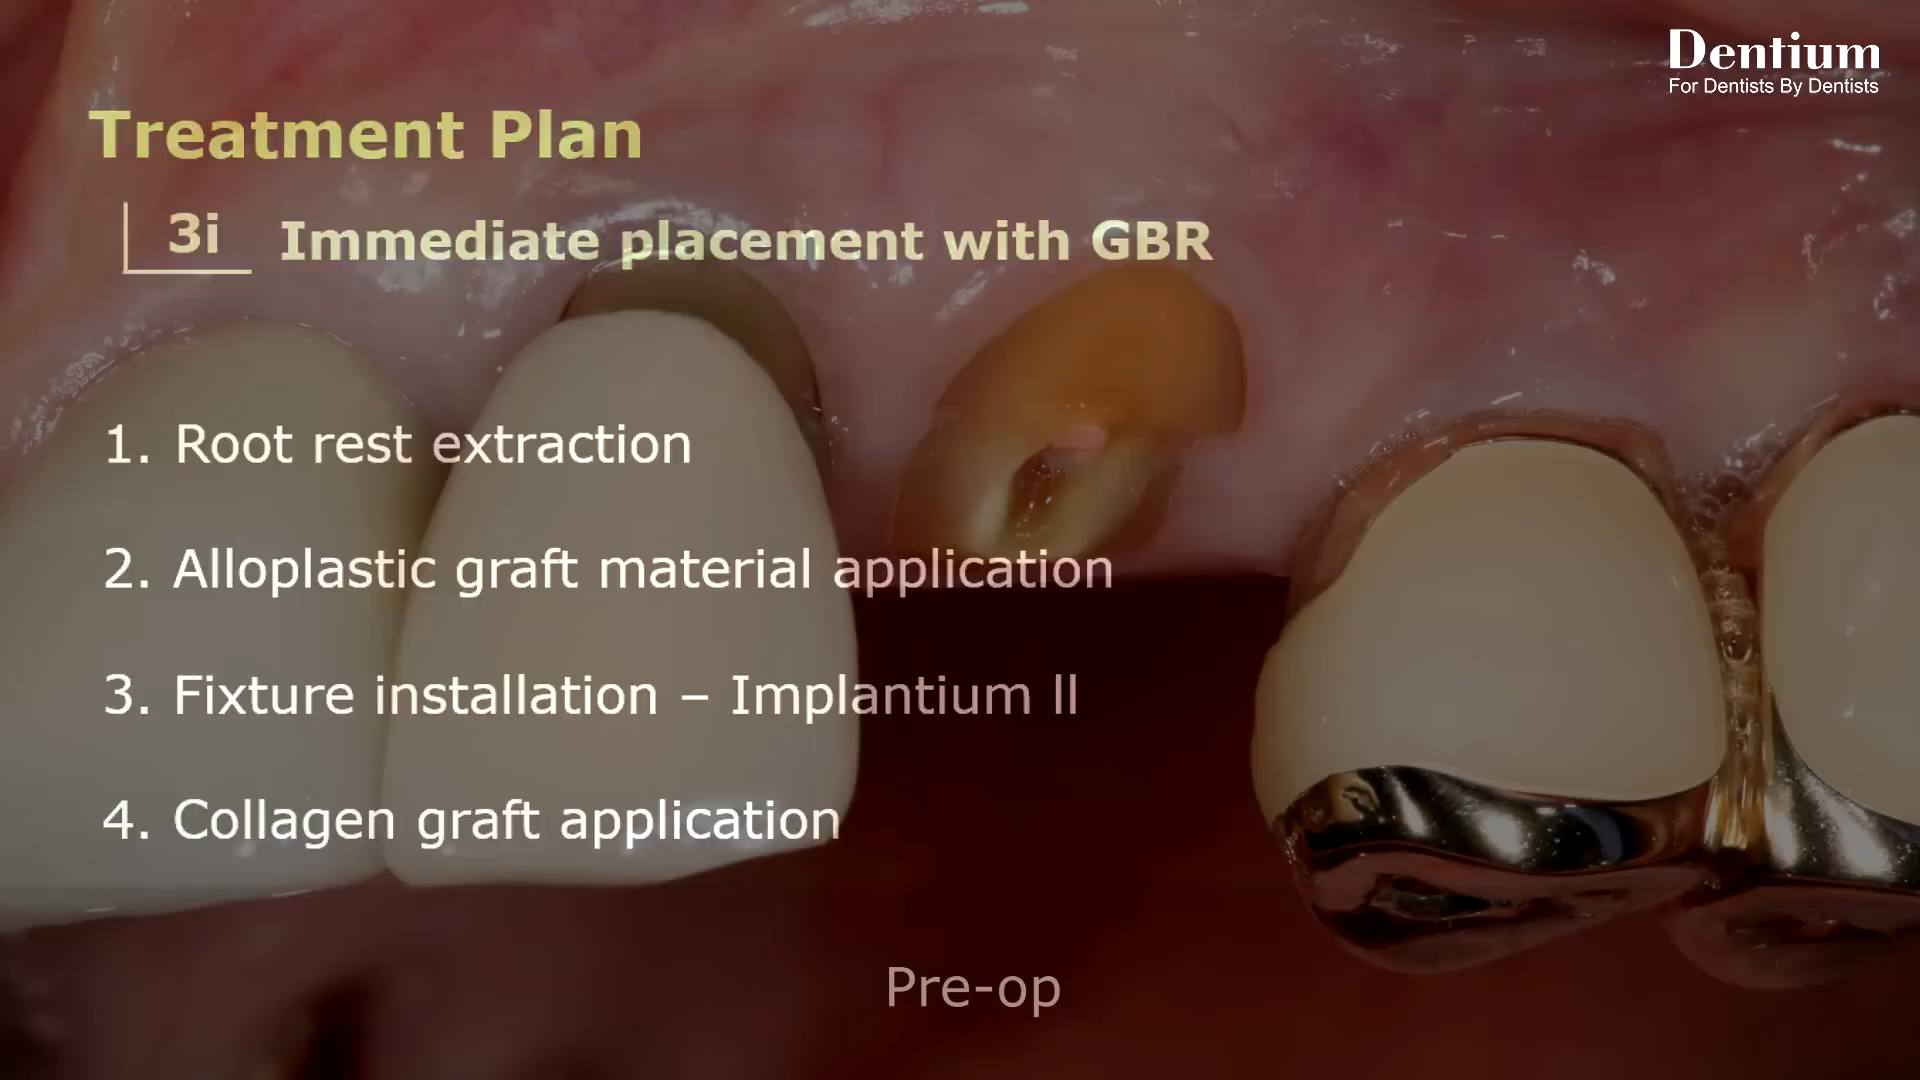 Dentium
For Dentists By Dentists
Treatment Plan
3i Immediate placement with GBR
1. Root rest extraction
2. Alloplastic graft material application
3. Fixture installation – Implantium ll
4. Collagen graft application
Pre-op